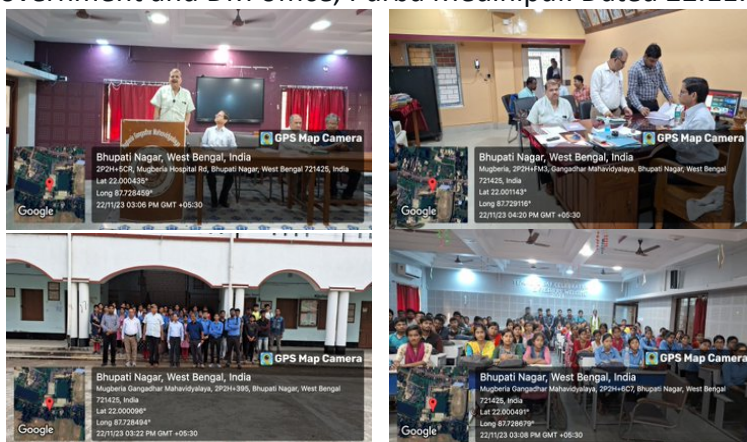 Government and DM Office, Purba Medinipur. Dated 22.11.
GPS Map Camera
Bhupati Nagar, West Bengal, India
2P2H+5CR, Mugberia Hospital Rd, Bhupati Nagar, West Bengal 721425, India
Lat 22.000435°
Long 87.728459°
22/11/23 03:06 PM GMT +05:30
Google
GPS Map Camera
Bhupati Nagar, West Bengal, India
Mugberia, 2P2H+FM3, Gangadhar Mahavidyalaya, Bhupati Nagar, West Bengal
721425, India
Lat 22.001143°
Long 87.729116°
22/11/23 04:20 PM GMT +05:30
Google
GPS Map Camera
Bhupati Nagar, West Bengal, India
Mugberia Gangadhar Mahavidyalaya, 2P2H+395, Bhupati Nagar, West Bengal
721425, India
Lat 22.000096°
Long 87.728494°
22/11/23 03:22 PM GMT +05:30
Google
GPS Map Camera
Bhupati Nagar, West Bengal, India
Mugberia Gangadhar Mahavidyalaya, 2P2H+6C7, Bhupati Nagar, West Bengal
721425, India
Lat 22.000491°
Long 87.728679°
22/11/23 03:08 PM GMT +05:30
Google